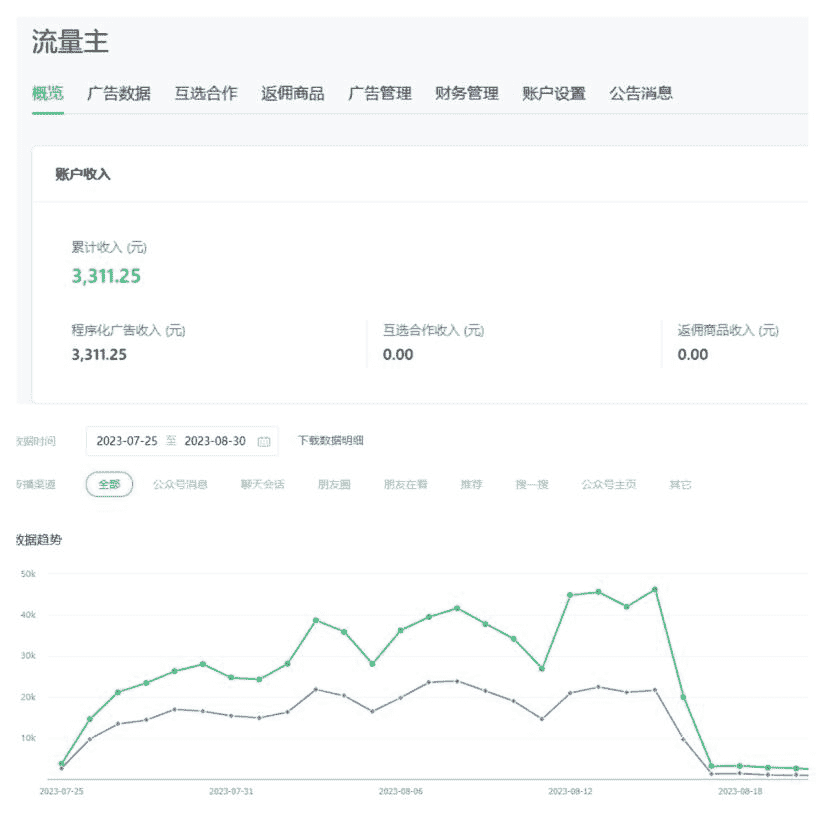 流量主
概览 广告数据 互选合作 返佣商品 广告管理 财务管理 账户设置 公告消息
账户收入
累计收入 (元)
3,311.25
程序化广告收入 (元) 互选合作收入 (元) 返佣商品收入 (元)
3,311.25 0.00 0.00
数据时间 2023-07-25 至 2023-08-30 下载数据明细
传播渠道 全部 公众号消息 聊天会话 朋友圈 朋友在看 推荐 搜一搜 公众号主页 其它
数据趋势
50k
40k
30k
20k
10k
2023-07-25 2023-07-31 2023-08-06 2023-08-12 2023-08-18